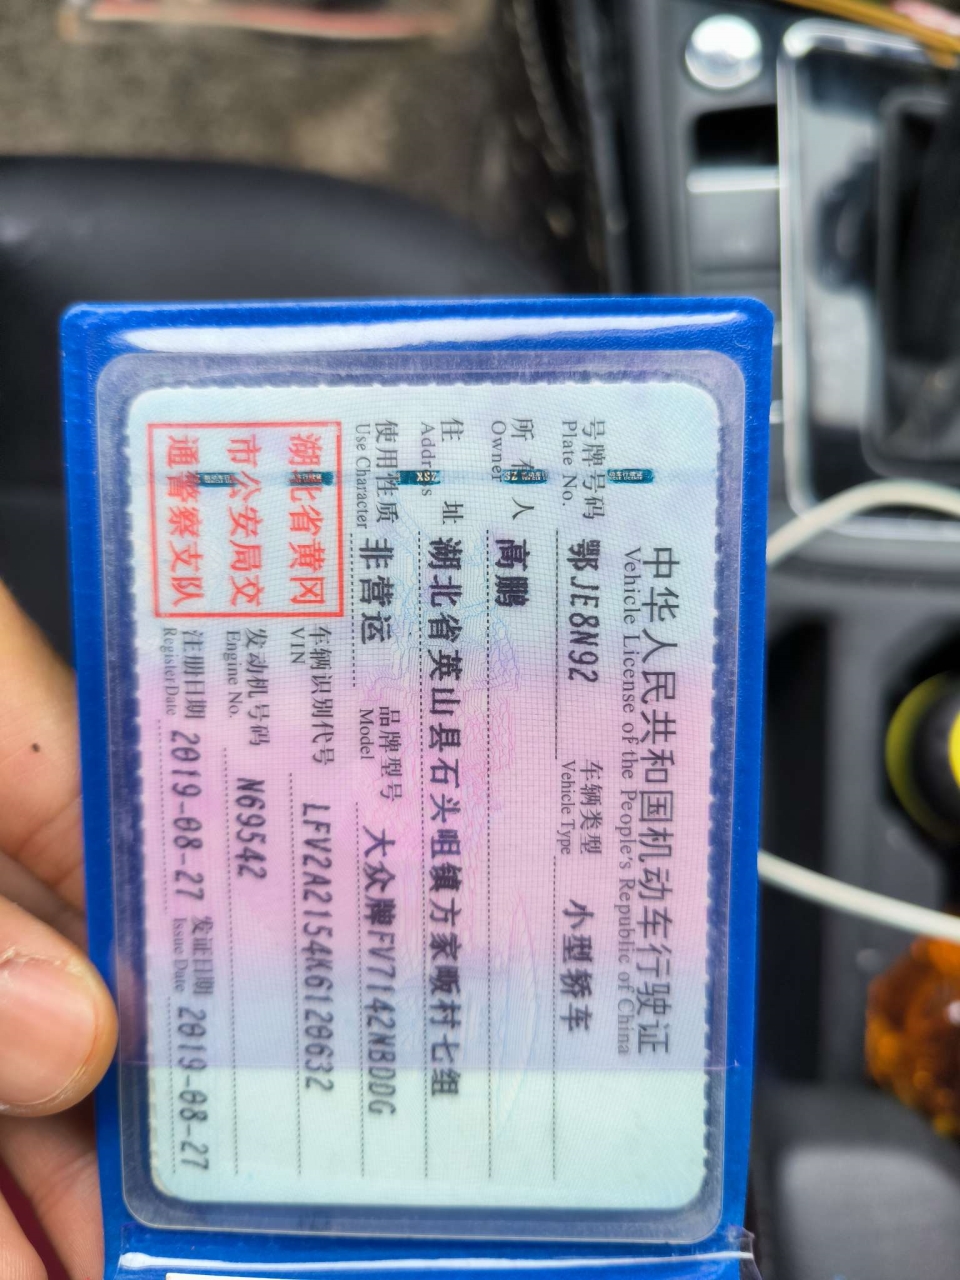 中华人民共和国机动车行驶证
Vehicle License of the People's Republic of China
号牌号码 鄂JE8N92 车辆类型 小型轿车
Plate No. Vehicle Type
所有人 高鹏
Owner
住址 湖北省英山县石头咀镇方家畈村七组
Address
使用性质 非营运 品牌型号 大众牌FV7142NBDDG
Use Character Model
湖北省黄冈
市公安局交
通警察支队
车辆识别代号 LFV2A2154K6120632
VIN
发动机号码 N69542
Engine No.
注册日期 2019-08-27 发证日期 2019-08-27
Register Date Issue Date